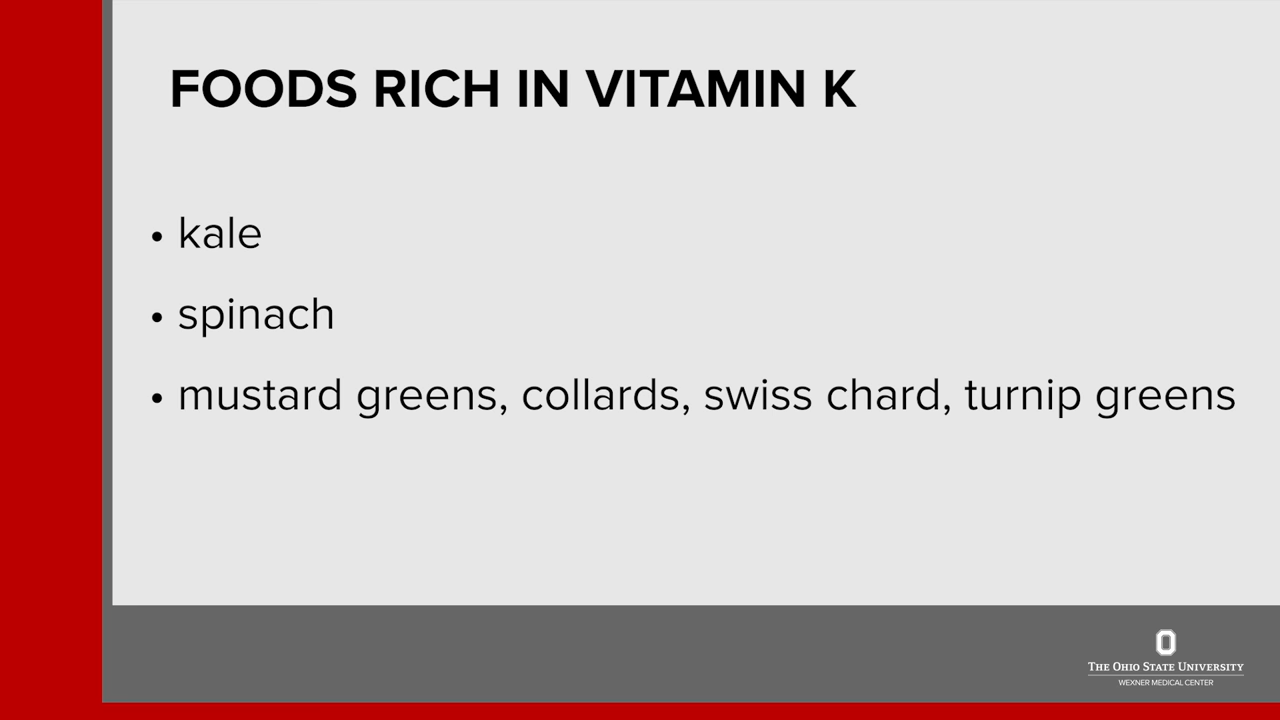 FOODS RICH IN VITAMIN K
• kale
• spinach
• mustard greens, collards, swiss chard, turnip greens
THE OHIO STATE UNIVERSITY
WEXNER MEDICAL CENTER